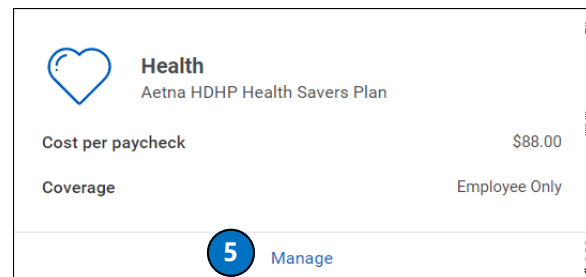 Health
Aetna HDHP Health Savers Plan
Cost per paycheck $88.00
Coverage Employee Only
5 Manage